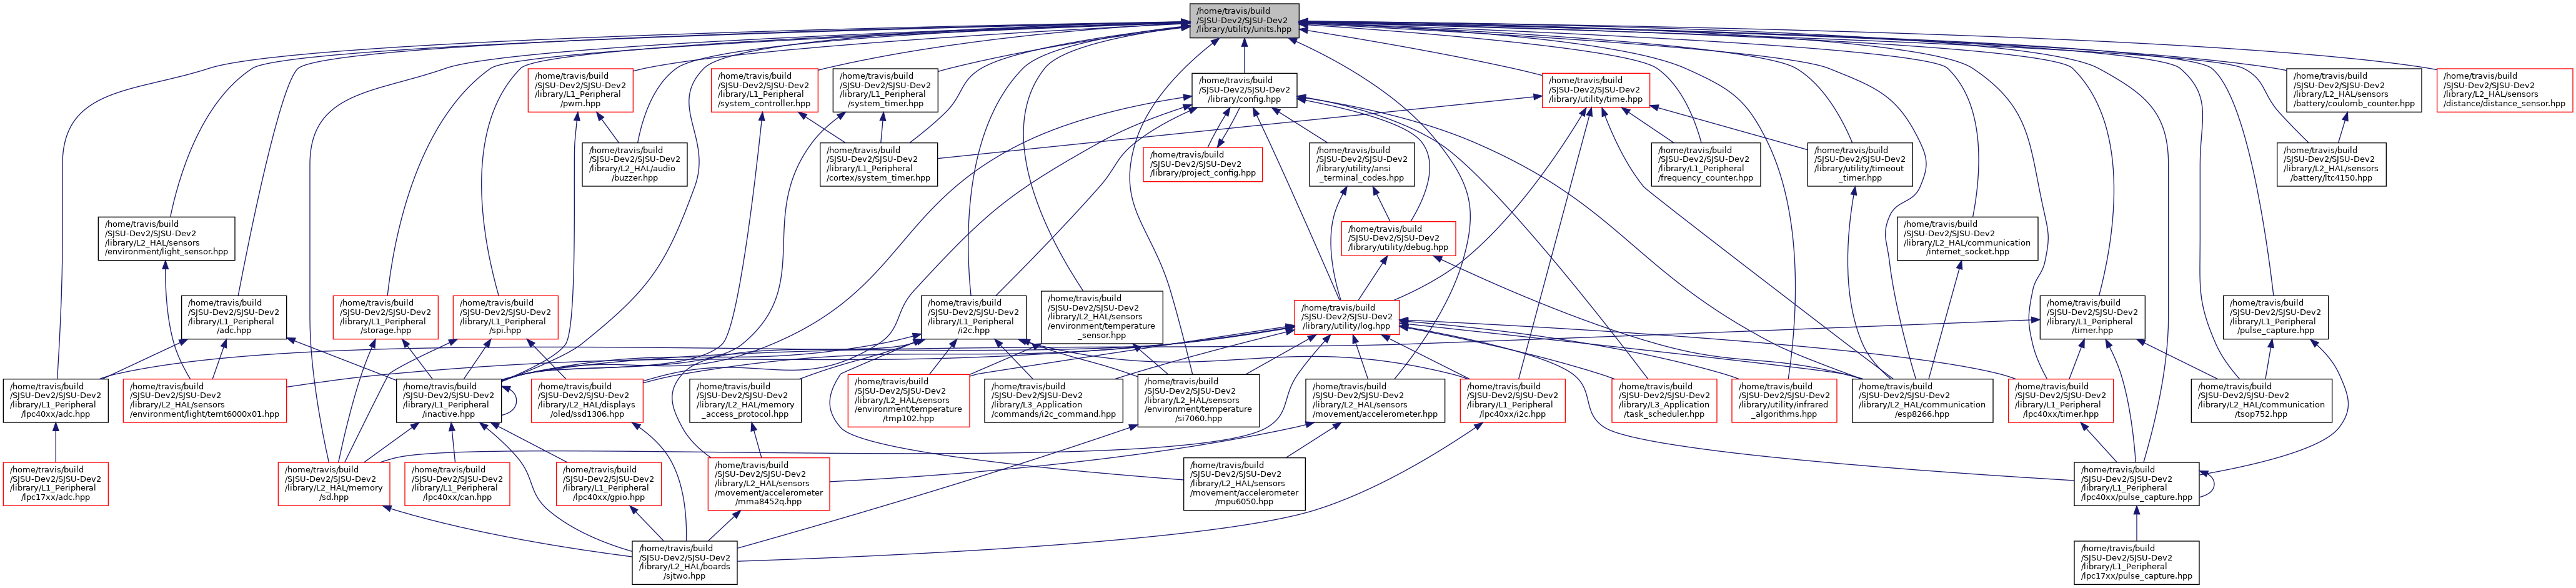 /home/travis/build
/SJSU-Dev2/SJSU-Dev2
/library/utility/units.hpp
/home/travis/build
/SJSU-Dev2/SJSU-Dev2
/library/L1_Peripheral
/pwm.hpp
/home/travis/build
/SJSU-Dev2/SJSU-Dev2
/library/L1_Peripheral
/system_controller.hpp
/home/travis/build
/SJSU-Dev2/SJSU-Dev2
/library/L1_Peripheral
/system_timer.hpp
/home/travis/build
/SJSU-Dev2/SJSU-Dev2
/library/config.hpp
/home/travis/build
/SJSU-Dev2/SJSU-Dev2
/library/utility/time.hpp
/home/travis/build
/SJSU-Dev2/SJSU-Dev2
/library/L2_HAL/sensors
/battery/coulomb_counter.hpp
/home/travis/build
/SJSU-Dev2/SJSU-Dev2
/library/L2_HAL/sensors
/distance/distance_sensor.hpp
/home/travis/build
/SJSU-Dev2/SJSU-Dev2
/library/L2_HAL/audio
/buzzer.hpp
/home/travis/build
/SJSU-Dev2/SJSU-Dev2
/library/L1_Peripheral
/cortex/system_timer.hpp
/home/travis/build
/SJSU-Dev2/SJSU-Dev2
/library/project_config.hpp
/home/travis/build
/SJSU-Dev2/SJSU-Dev2
/library/utility/ansi
_terminal_codes.hpp
/home/travis/build
/SJSU-Dev2/SJSU-Dev2
/library/L1_Peripheral
/frequency_counter.hpp
/home/travis/build
/SJSU-Dev2/SJSU-Dev2
/library/utility/timeout
_timer.hpp
/home/travis/build
/SJSU-Dev2/SJSU-Dev2
/library/L2_HAL/sensors
/battery/ltc4150.hpp
/home/travis/build
/SJSU-Dev2/SJSU-Dev2
/library/L2_HAL/sensors
/environment/light_sensor.hpp
/home/travis/build
/SJSU-Dev2/SJSU-Dev2
/library/utility/debug.hpp
/home/travis/build
/SJSU-Dev2/SJSU-Dev2
/library/L2_HAL/communication
/internet_socket.hpp
/home/travis/build
/SJSU-Dev2/SJSU-Dev2
/library/L1_Peripheral
/adc.hpp
/home/travis/build
/SJSU-Dev2/SJSU-Dev2
/library/L1_Peripheral
/storage.hpp
/home/travis/build
/SJSU-Dev2/SJSU-Dev2
/library/L1_Peripheral
/spi.hpp
/home/travis/build
/SJSU-Dev2/SJSU-Dev2
/library/L1_Peripheral
/i2c.hpp
/home/travis/build
/SJSU-Dev2/SJSU-Dev2
/library/L2_HAL/sensors
/environment/temperature
_sensor.hpp
/home/travis/build
/SJSU-Dev2/SJSU-Dev2
/library/utility/log.hpp
/home/travis/build
/SJSU-Dev2/SJSU-Dev2
/library/L1_Peripheral
/timer.hpp
/home/travis/build
/SJSU-Dev2/SJSU-Dev2
/library/L1_Peripheral
/pulse_capture.hpp
/home/travis/build
/SJSU-Dev2/SJSU-Dev2
/library/L1_Peripheral
/lpc40xx/adc.hpp
/home/travis/build
/SJSU-Dev2/SJSU-Dev2
/library/L2_HAL/sensors
/environment/light/temt6000x01.hpp
/home/travis/build
/SJSU-Dev2/SJSU-Dev2
/library/L1_Peripheral
/inactive.hpp
/home/travis/build
/SJSU-Dev2/SJSU-Dev2
/library/L2_HAL/displays
/oled/ssd1306.hpp
/home/travis/build
/SJSU-Dev2/SJSU-Dev2
/library/L2_HAL/memory
_access_protocol.hpp
/home/travis/build
/SJSU-Dev2/SJSU-Dev2
/library/L2_HAL/sensors
/environment/temperature
/tmp102.hpp
/home/travis/build
/SJSU-Dev2/SJSU-Dev2
/library/L3_Application
/commands/i2c_command.hpp
/home/travis/build
/SJSU-Dev2/SJSU-Dev2
/library/L2_HAL/sensors
/environment/temperature
/si7060.hpp
/home/travis/build
/SJSU-Dev2/SJSU-Dev2
/library/L2_HAL/sensors
/movement/accelerometer.hpp
/home/travis/build
/SJSU-Dev2/SJSU-Dev2
/library/L1_Peripheral
/lpc40xx/i2c.hpp
/home/travis/build
/SJSU-Dev2/SJSU-Dev2
/library/L3_Application
/task_scheduler.hpp
/home/travis/build
/SJSU-Dev2/SJSU-Dev2
/library/utility/infrared
_algorithms.hpp
/home/travis/build
/SJSU-Dev2/SJSU-Dev2
/library/L2_HAL/communication
/esp8266.hpp
/home/travis/build
/SJSU-Dev2/SJSU-Dev2
/library/L1_Peripheral
/lpc40xx/timer.hpp
/home/travis/build
/SJSU-Dev2/SJSU-Dev2
/library/L2_HAL/communication
/tsop752.hpp
/home/travis/build
/SJSU-Dev2/SJSU-Dev2
/library/L1_Peripheral
/lpc17xx/adc.hpp
/home/travis/build
/SJSU-Dev2/SJSU-Dev2
/library/L2_HAL/memory
/sd.hpp
/home/travis/build
/SJSU-Dev2/SJSU-Dev2
/library/L1_Peripheral
/lpc40xx/can.hpp
/home/travis/build
/SJSU-Dev2/SJSU-Dev2
/library/L1_Peripheral
/lpc40xx/gpio.hpp
/home/travis/build
/SJSU-Dev2/SJSU-Dev2
/library/L2_HAL/sensors
/movement/accelerometer
/mma8452q.hpp
/home/travis/build
/SJSU-Dev2/SJSU-Dev2
/library/L2_HAL/sensors
/movement/accelerometer
/mpu6050.hpp
/home/travis/build
/SJSU-Dev2/SJSU-Dev2
/library/L1_Peripheral
/lpc40xx/pulse_capture.hpp
/home/travis/build
/SJSU-Dev2/SJSU-Dev2
/library/L2_HAL/boards
/sjtwo.hpp
/home/travis/build
/SJSU-Dev2/SJSU-Dev2
/library/L1_Peripheral
/lpc17xx/pulse_capture.hpp